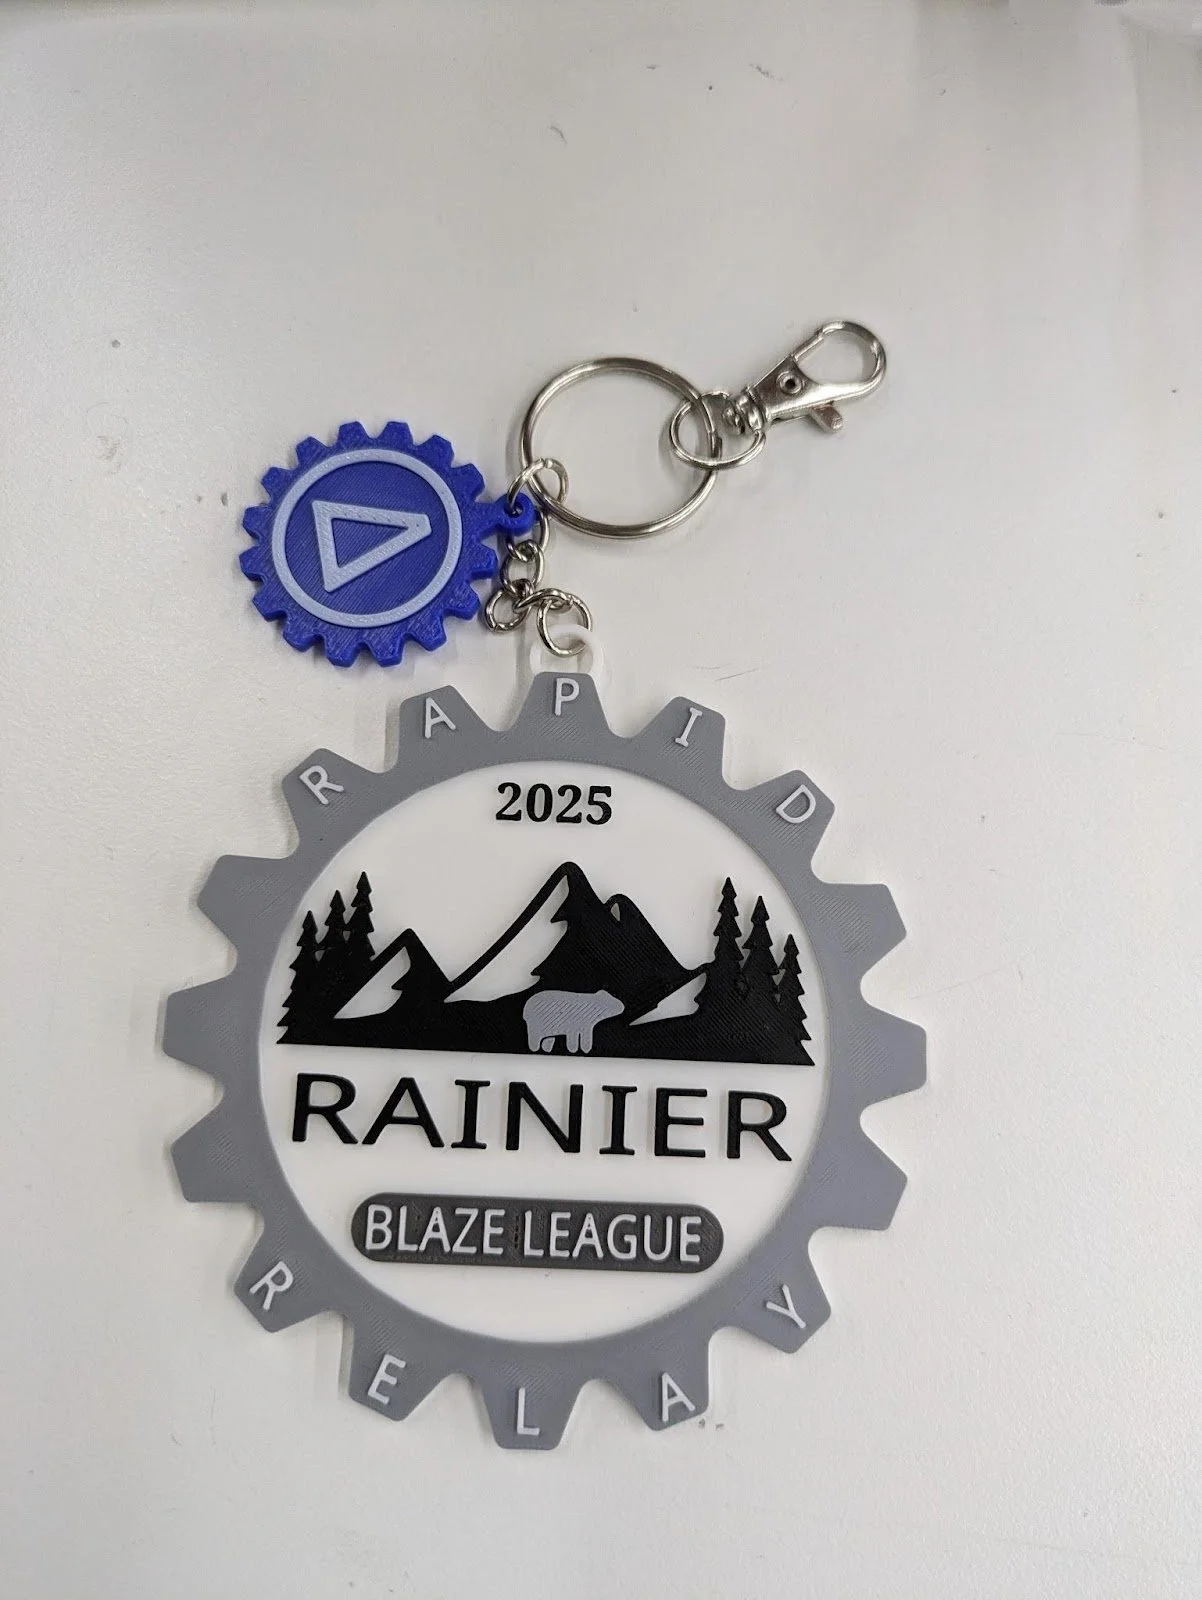 RAPID
2025
RAINIER
BLAZE LEAGUE
RELAY